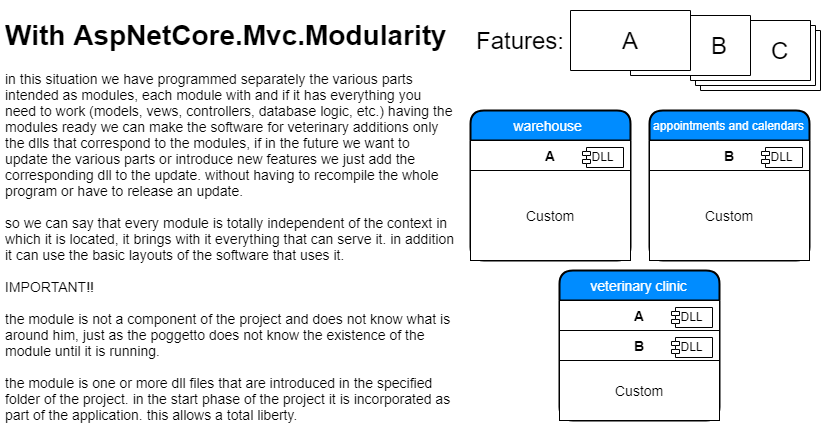 With AspNetCore.Mvc.Modularity
in this situation we have programmed separately the various parts
intended as modules, each module with and if it has everything you
need to work (models, vews, controllers, database logic, etc.) having the
modules ready we can make the software for veterinary additions only
the dlls that correspond to the modules, if in the future we want to
update the various parts or introduce new features we just add the
corresponding dll to the update. without having to recompile the whole
program or have to release an update.
so we can say that every module is totally independent of the context in
which it is located, it brings with it everything that can serve it. in addition
it can use the basic layouts of the software that uses it.
IMPORTANT!!
the module is not a component of the project and does not know what is
around him, just as the poggetto does not know the existence of the
module until it is running.
the module is one or more dll files that are introduced in the specified
folder of the project. in the start phase of the project it is incorporated as
part of the application. this allows a total liberty.
Fatures:
A
B
C
warehouse
A
DLL
Custom
appointments and calendars
B
DLL
Custom
veterinary clinic
A
DLL
B
DLL
Custom